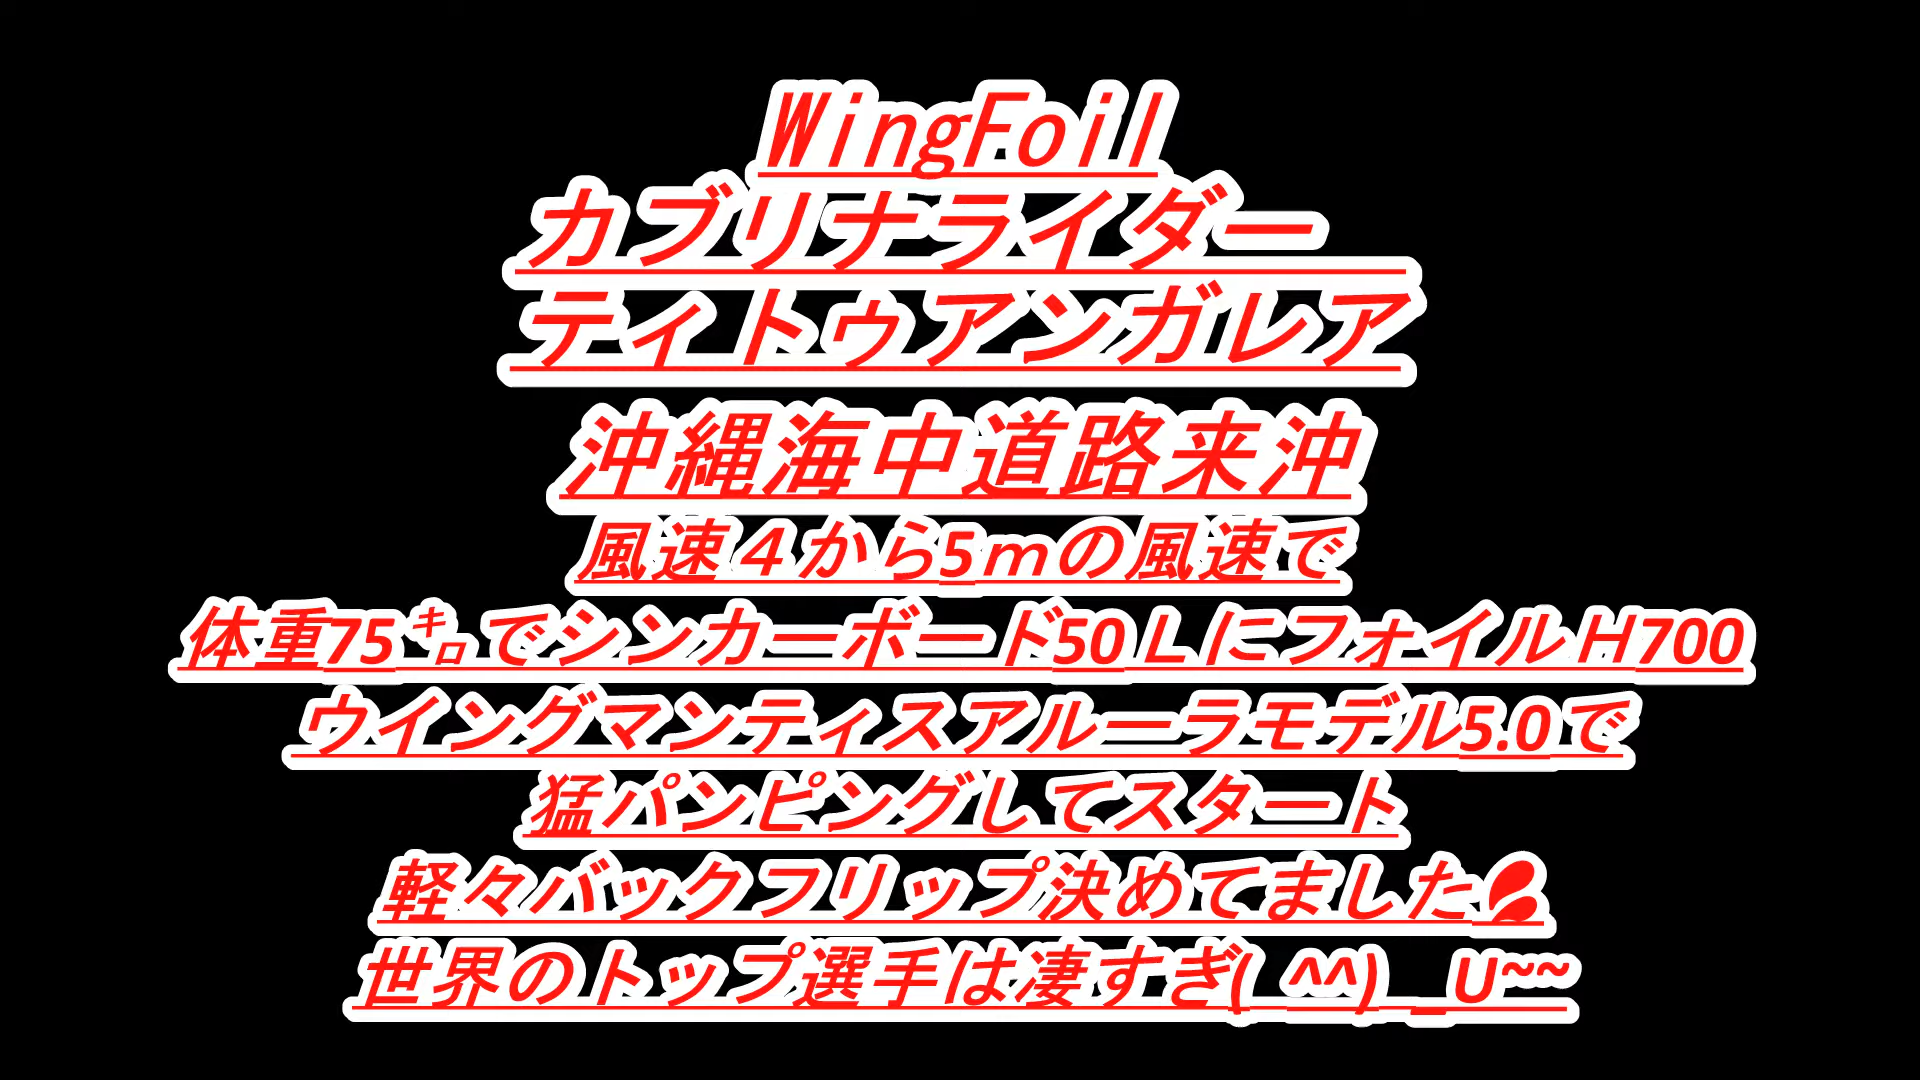 WingFoil
カブリナライダー
ティトゥアンガレア
沖縄海中道路来沖
風速４から5ｍの風速で
体重75㌔でシンカーボード50ＬにフォイルＨ700
ウイングマンティスアルーラモデル5.0で
猛パンピングしてスタート
軽々バックフリップ決めてました💦
世界のトップ選手は凄すぎ( ^^) _U~~